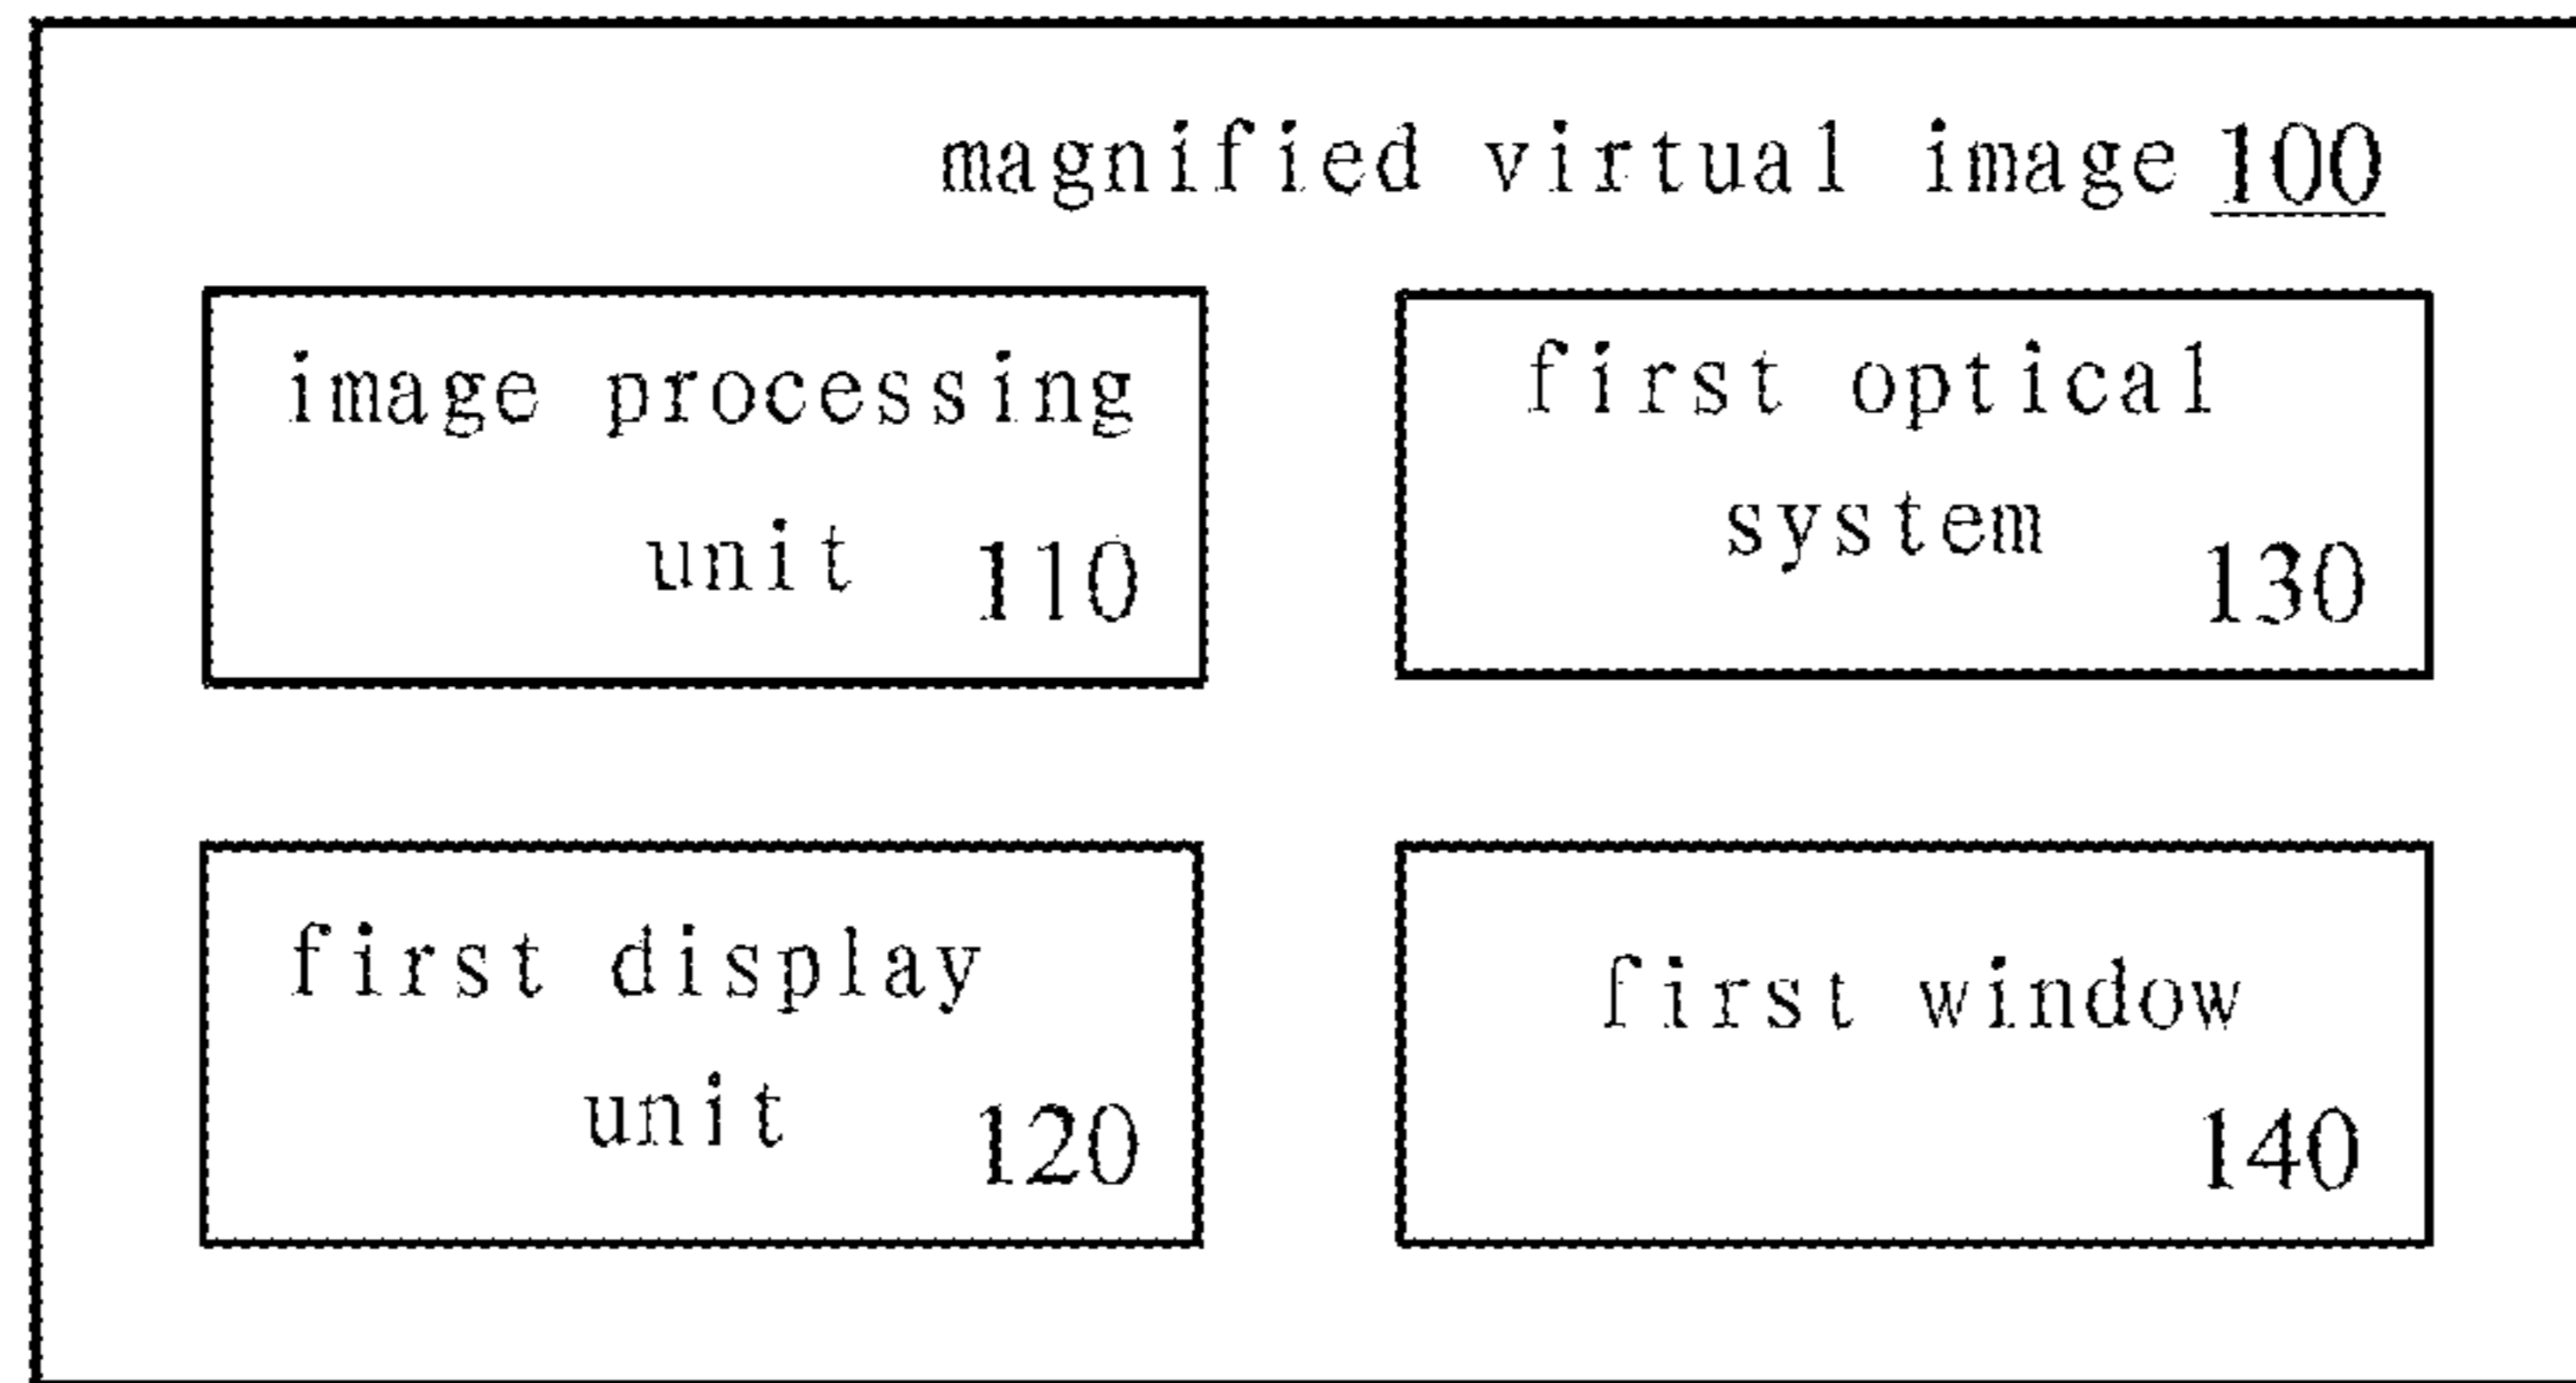 magnified virtual image 100
image processing
unit 110
first optical
system 130
first display
unit 120
first window
140